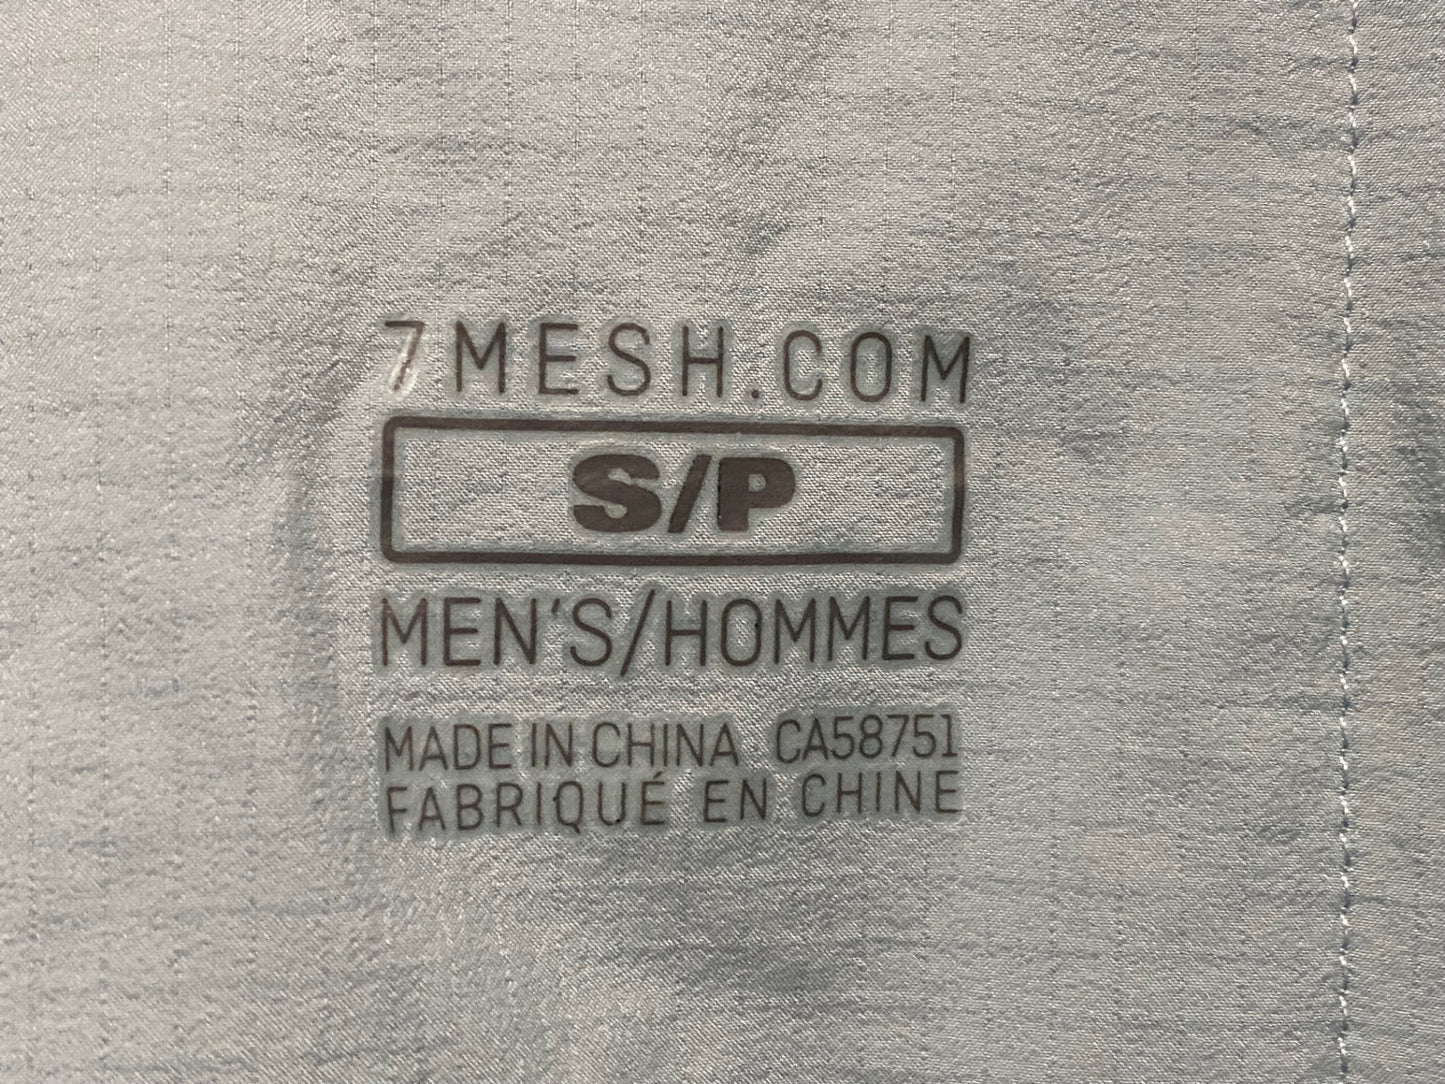 7MESH.COM
S/P
MEN'S/HOMMES
MADE IN CHINA · CA58751
FABRIQUÉ EN CHINE